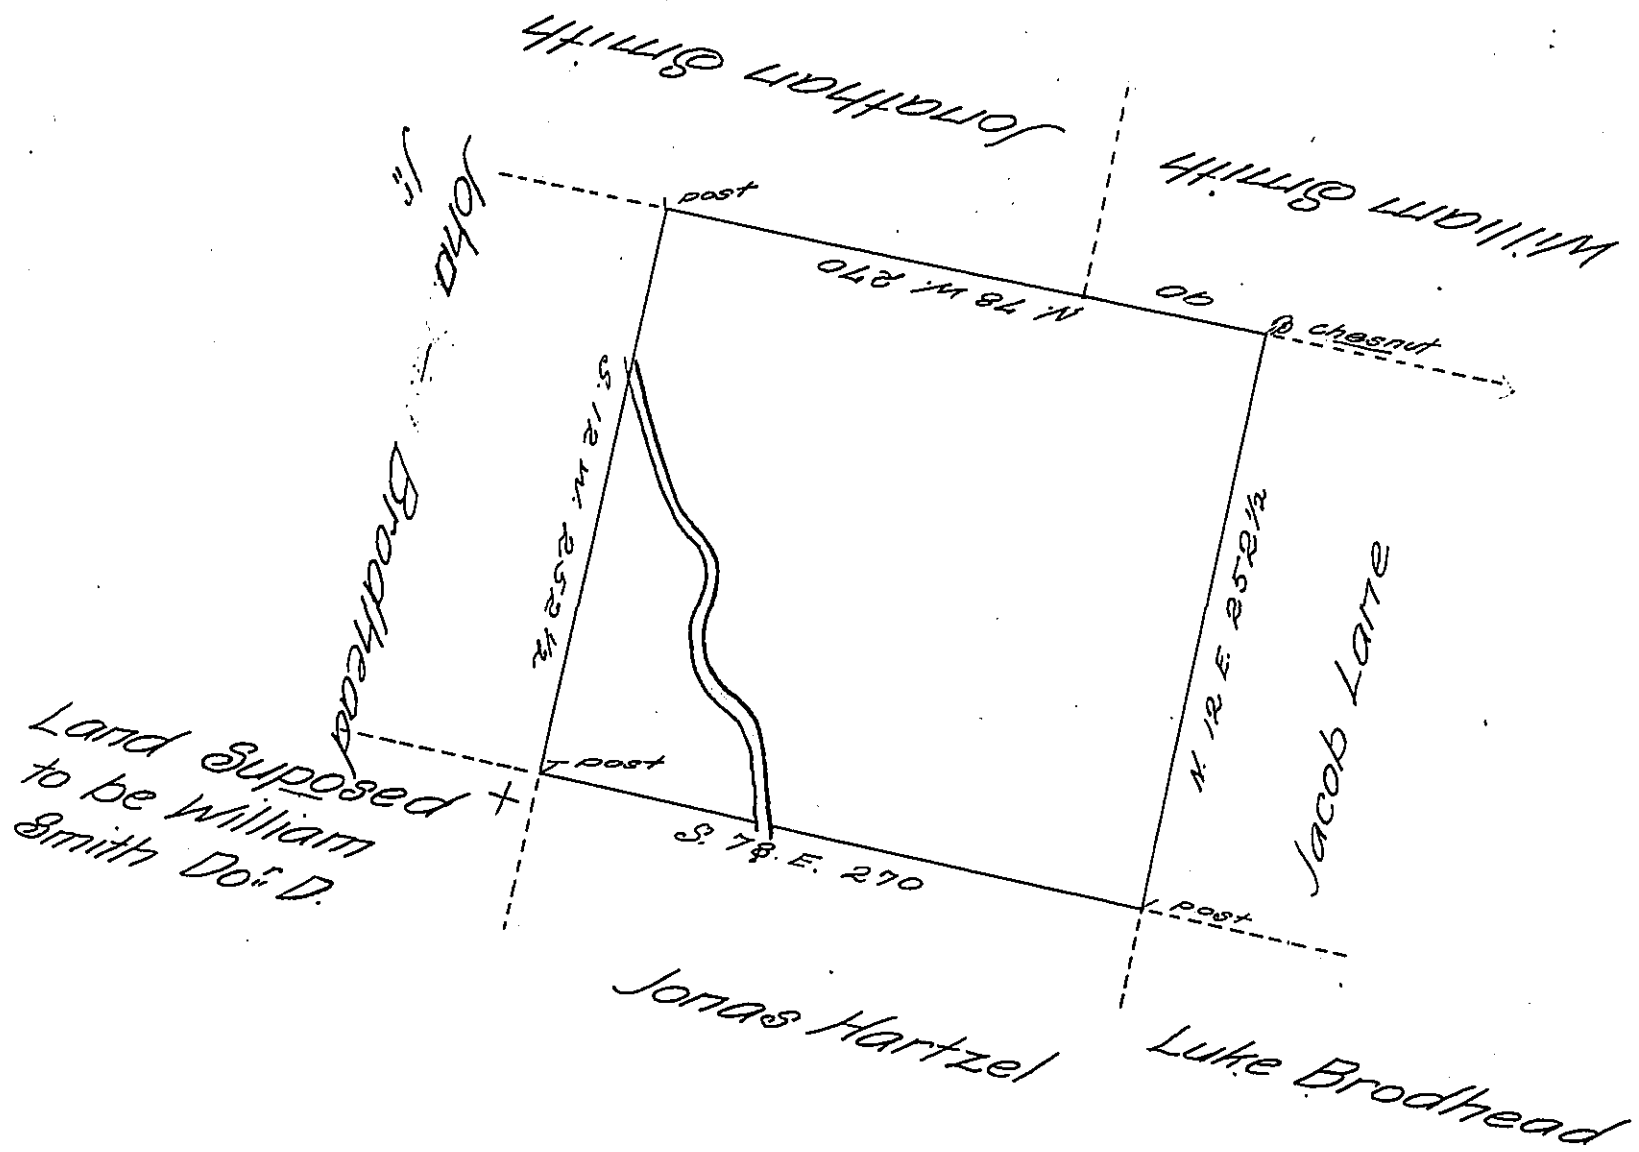 Jonathan Smith
William Smith
John Brodhead
Jr
post
N. 78 W. 270
90
chesnut
S. 12 W. 252 1/2
N. 12 E. 252 1/2
Jacob Lane
Land Suposed
to be William
Smith Do.r D.
post
S. 78. E. 270
post
Jonas Hartzel
Luke Brodhead